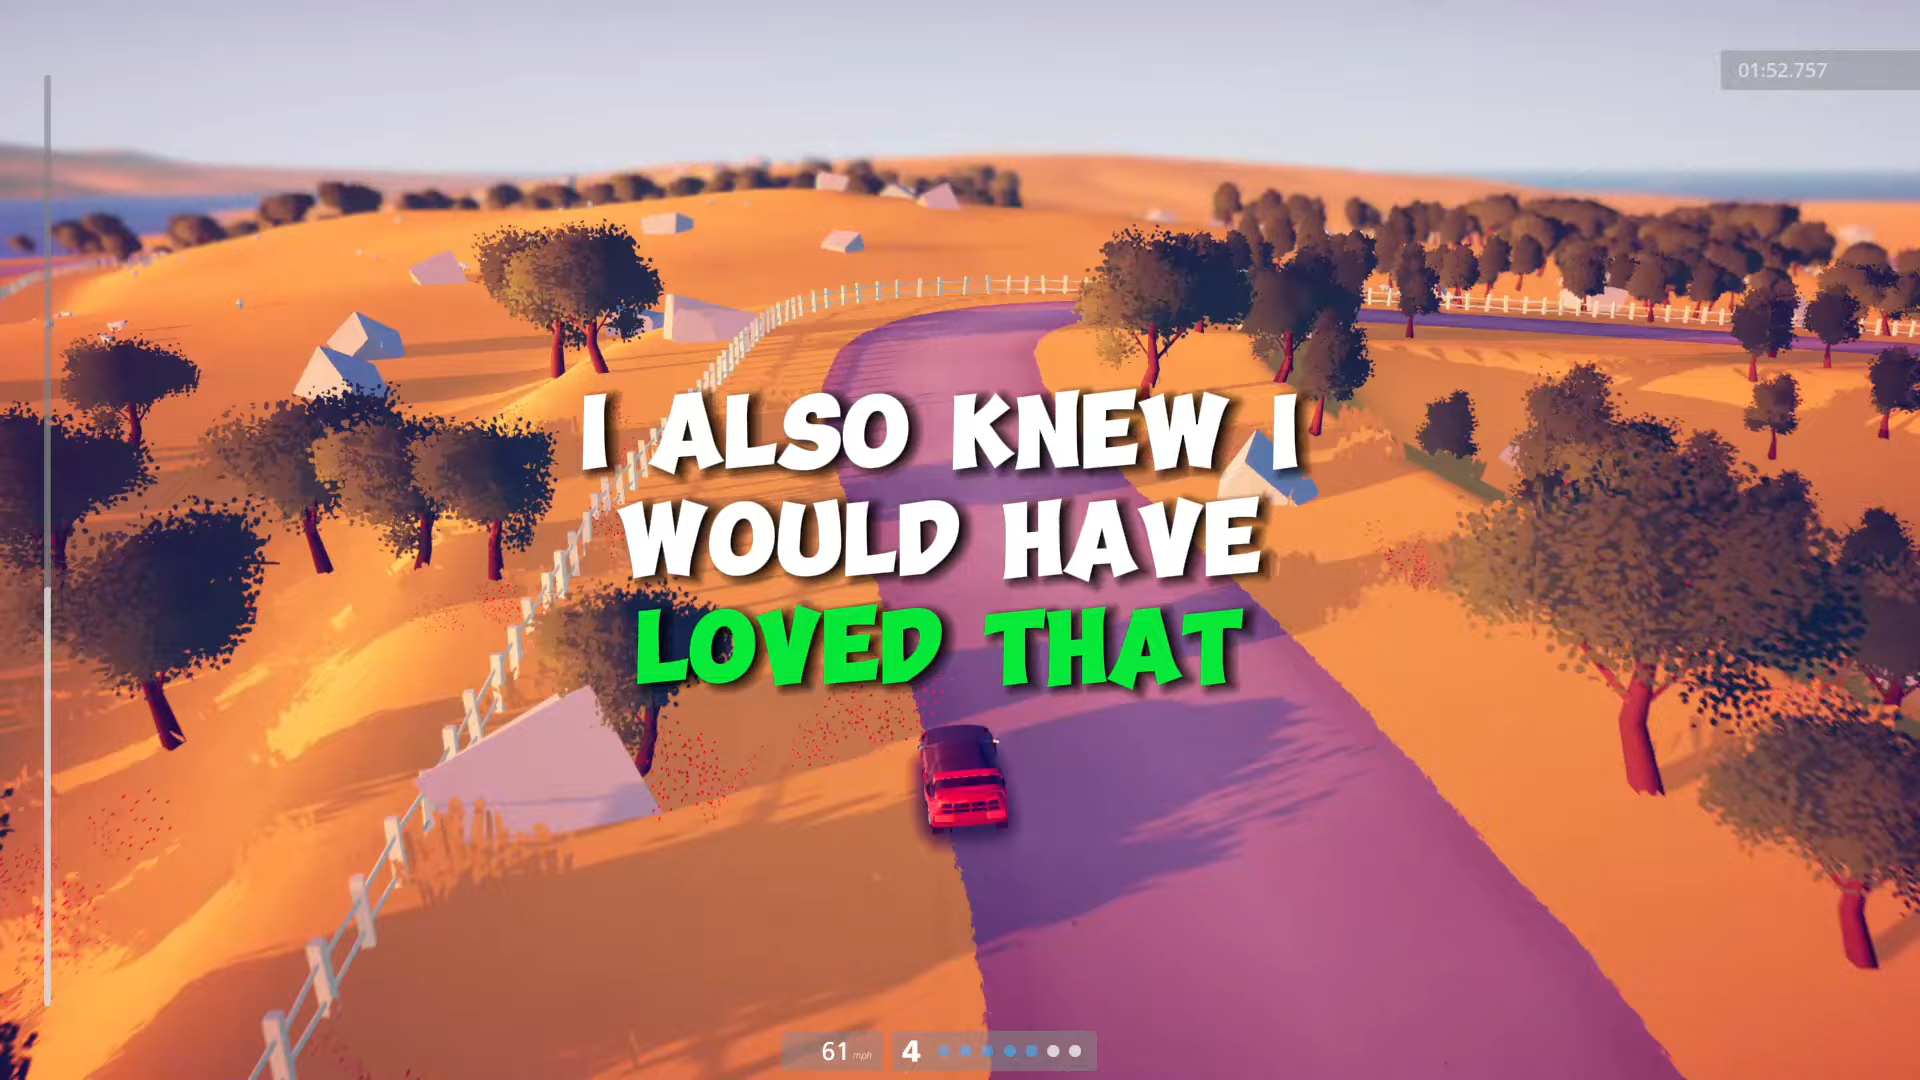 01:52.757
I ALSO KNEW I
WOULD HAVE
LOVED THAT
61 mph 4